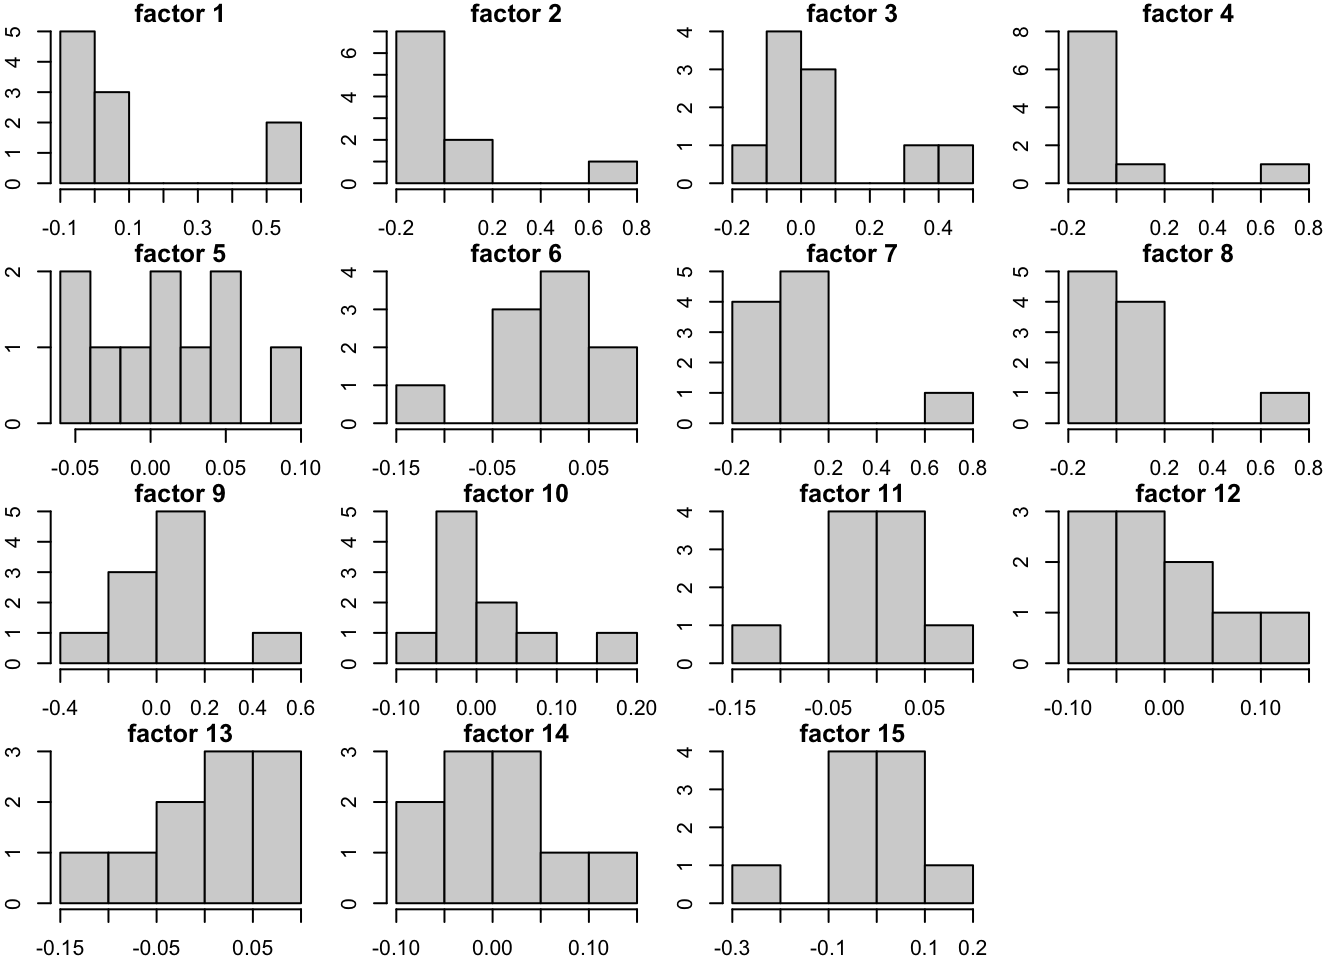 factor 1 factor 2 factor 3 factor 4
5 4 3 2 1 0 6 4 2 0 4 3 2 1 0 8 6 4 2 0
-0.1 0.1 0.3 0.5 -0.2 0.2 0.4 0.6 0.8 -0.2 0.0 0.2 0.4 -0.2 0.2 0.4 0.6 0.8
factor 5 factor 6 factor 7 factor 8
2 1 0 4 3 2 1 0 5 4 3 2 1 0 5 4 3 2 1 0
-0.05 0.00 0.05 0.10 -0.15 -0.05 0.05 -0.2 0.2 0.4 0.6 0.8 -0.2 0.2 0.4 0.6 0.8
factor 9 factor 10 factor 11 factor 12
5 4 3 2 1 0 5 4 3 2 1 0 4 3 2 1 0 3 2 1 0
-0.4 0.0 0.2 0.4 0.6 -0.10 0.00 0.10 0.20 -0.15 -0.05 0.05 -0.10 0.00 0.10
factor 13 factor 14 factor 15
3 2 1 0 3 2 1 0 4 3 2 1 0
-0.15 -0.05 0.05 -0.10 0.00 0.10 -0.3 -0.1 0.1 0.2